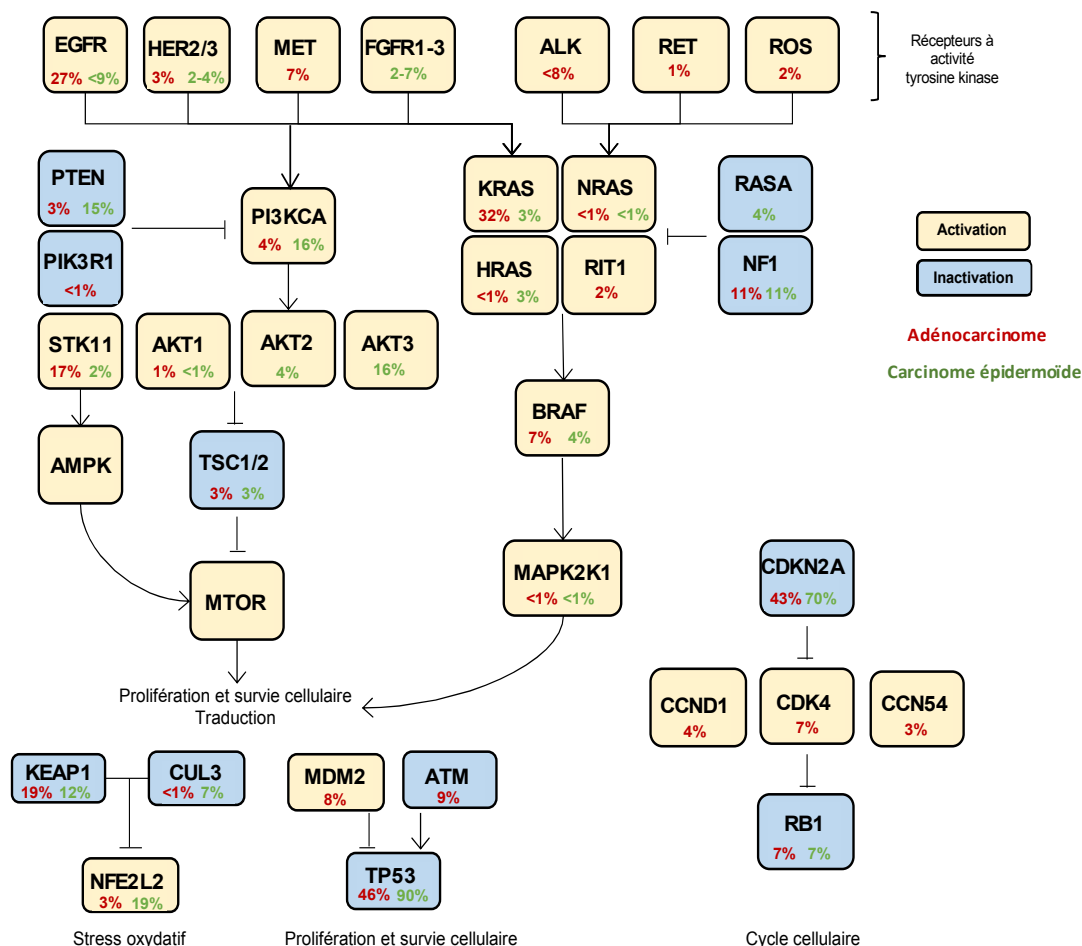 EGFR
27% <9%
HER2/3
3% 2-4%
MET
7%
FGFR1-3
2-7%
ALK
<8%
RET
1%
ROS
2%
Récepteurs à
activité
tyrosine kinase
PTEN
3% 15%
PIK3R1
<1%
PI3KCA
4% 16%
KRAS
32% 3%
NRAS
<1% <1%
HRAS
<1% 3%
RIT1
2%
RASA
4%
NF1
11% 11%
Activation
Inactivation
Adénocarcinome
Carcinome épidermoïde
STK11
17% 2%
AKT1
1% <1%
AKT2
4%
AKT3
16%
BRAF
7% 4%
AMPK
TSC1/2
3% 3%
MTOR
MAPK2K1
<1% <1%
CDKN2A
43% 70%
Prolifération et survie cellulaire
Traduction
CCND1
4%
CDK4
7%
CCN54
3%
KEAP1
19% 12%
CUL3
<1% 7%
MDM2
8%
ATM
9%
RB1
7% 7%
NFE2L2
3% 19%
TP53
46% 90%
Stress oxydatif
Prolifération et survie cellulaire
Cycle cellulaire